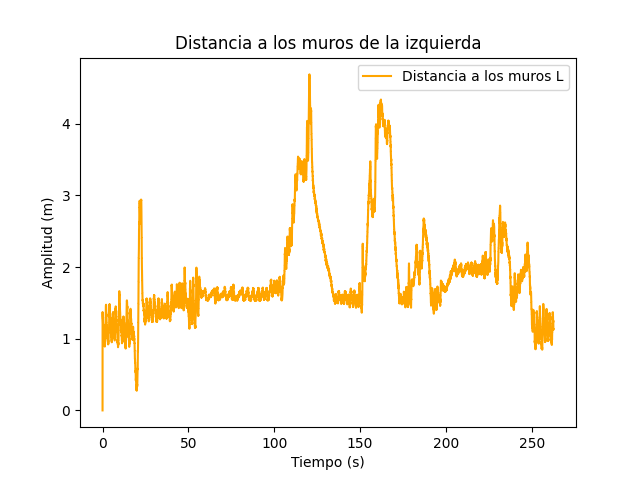 Distancia a los muros de la izquierda
Distancia a los muros L
Amplitud (m)
4
3
2
1
0
0 50 100 150 200 250
Tiempo (s)